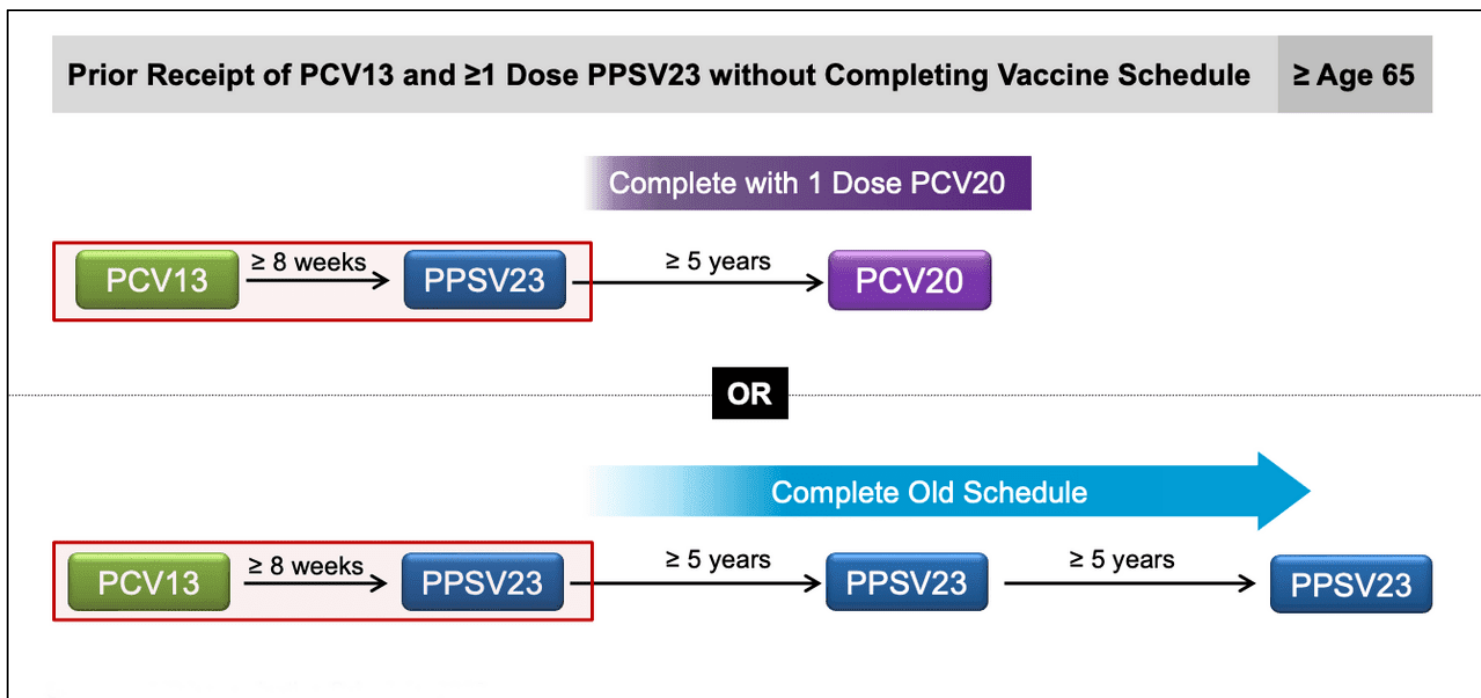 Prior Receipt of PCV13 and ≥1 Dose PPSV23 without Completing Vaccine Schedule
≥ Age 65
Complete with 1 Dose PCV20
PCV13
≥ 8 weeks
PPSV23
≥ 5 years
PCV20
OR
Complete Old Schedule
PCV13
≥ 8 weeks
PPSV23
≥ 5 years
PPSV23
≥ 5 years
PPSV23